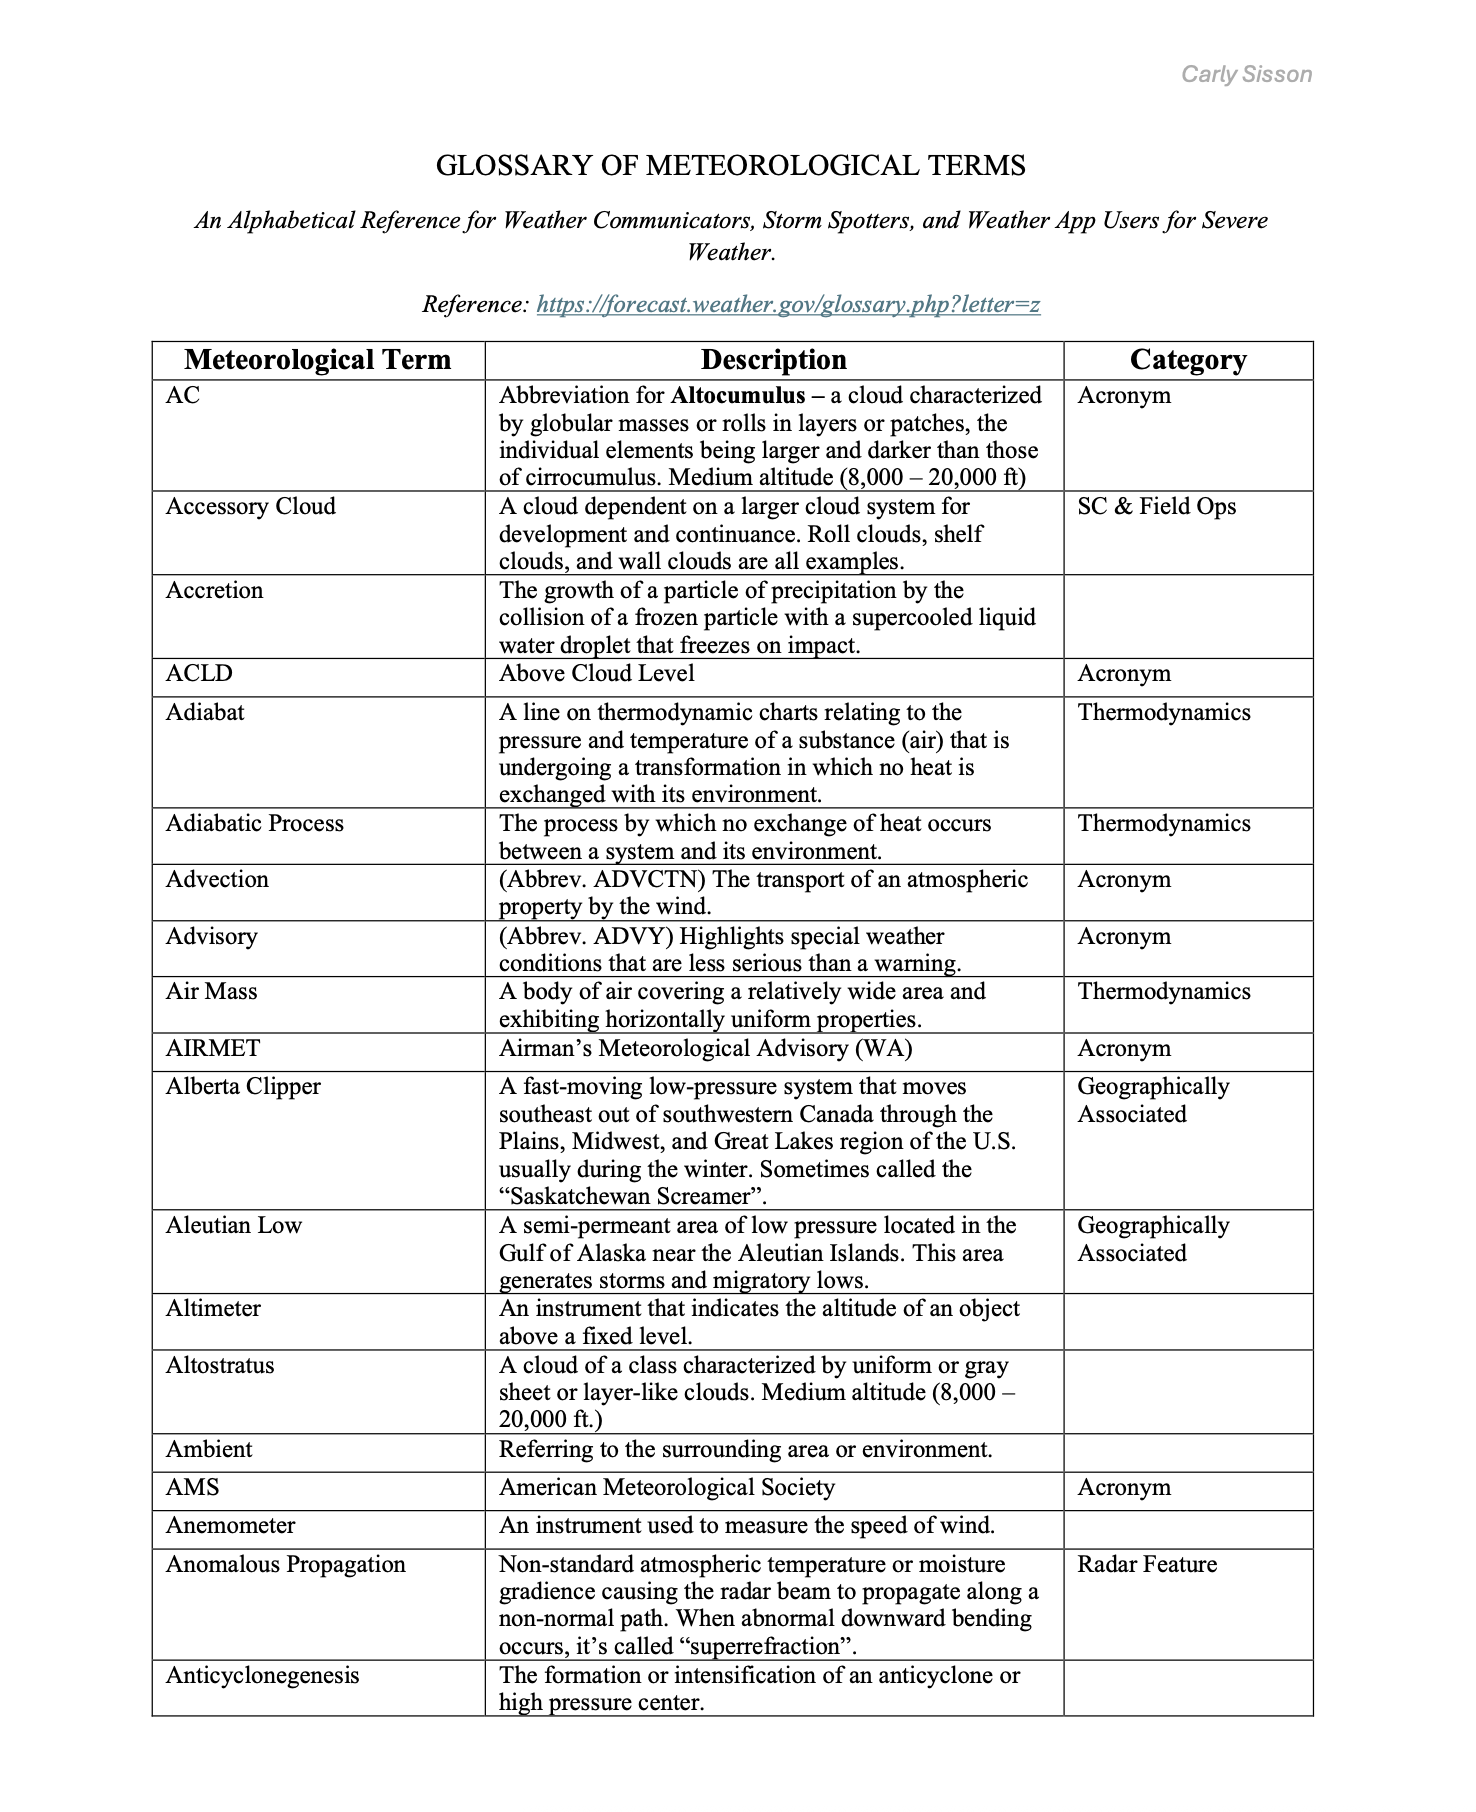 Carly Sisson
GLOSSARY OF METEOROLOGICAL TERMS
An Alphabetical Reference for Weather Communicators, Storm Spotters, and Weather App Users for Severe
Weather.
Reference: https://forecast.weather.gov/glossary.php?letter=z
Meteorological Term Description Category
AC Abbreviation for Altocumulus – a cloud characterized Acronym
by globular masses or rolls in layers or patches, the
individual elements being larger and darker than those
of cirrocumulus. Medium altitude (8,000 – 20,000 ft)
Accessory Cloud A cloud dependent on a larger cloud system for SC & Field Ops
development and continuance. Roll clouds, shelf
clouds, and wall clouds are all examples.
Accretion The growth of a particle of precipitation by the
collision of a frozen particle with a supercooled liquid
water droplet that freezes on impact.
ACLD Above Cloud Level Acronym
Adiabat A line on thermodynamic charts relating to the Thermodynamics
pressure and temperature of a substance (air) that is
undergoing a transformation in which no heat is
exchanged with its environment.
Adiabatic Process The process by which no exchange of heat occurs Thermodynamics
between a system and its environment.
Advection (Abbrev. ADVCTN) The transport of an atmospheric Acronym
property by the wind.
Advisory (Abbrev. ADVY) Highlights special weather Acronym
conditions that are less serious than a warning.
Air Mass A body of air covering a relatively wide area and Thermodynamics
exhibiting horizontally uniform properties.
AIRMET Airman’s Meteorological Advisory (WA) Acronym
Alberta Clipper A fast-moving low-pressure system that moves Geographically
southeast out of southwestern Canada through the Associated
Plains, Midwest, and Great Lakes region of the U.S.
usually during the winter. Sometimes called the
“Saskatchewan Screamer”.
Aleutian Low A semi-permeant area of low pressure located in the Geographically
Gulf of Alaska near the Aleutian Islands. This area Associated
generates storms and migratory lows.
Altimeter An instrument that indicates the altitude of an object
above a fixed level.
Altostratus A cloud of a class characterized by uniform or gray
sheet or layer-like clouds. Medium altitude (8,000 –
20,000 ft.)
Ambient Referring to the surrounding area or environment.
AMS American Meteorological Society Acronym
Anemometer An instrument used to measure the speed of wind.
Anomalous Propagation Non-standard atmospheric temperature or moisture Radar Feature
gradience causing the radar beam to propagate along a
non-normal path. When abnormal downward bending
occurs, it’s called “superrefraction”.
Anticyclonegenesis The formation or intensification of an anticyclone or
high pressure center.